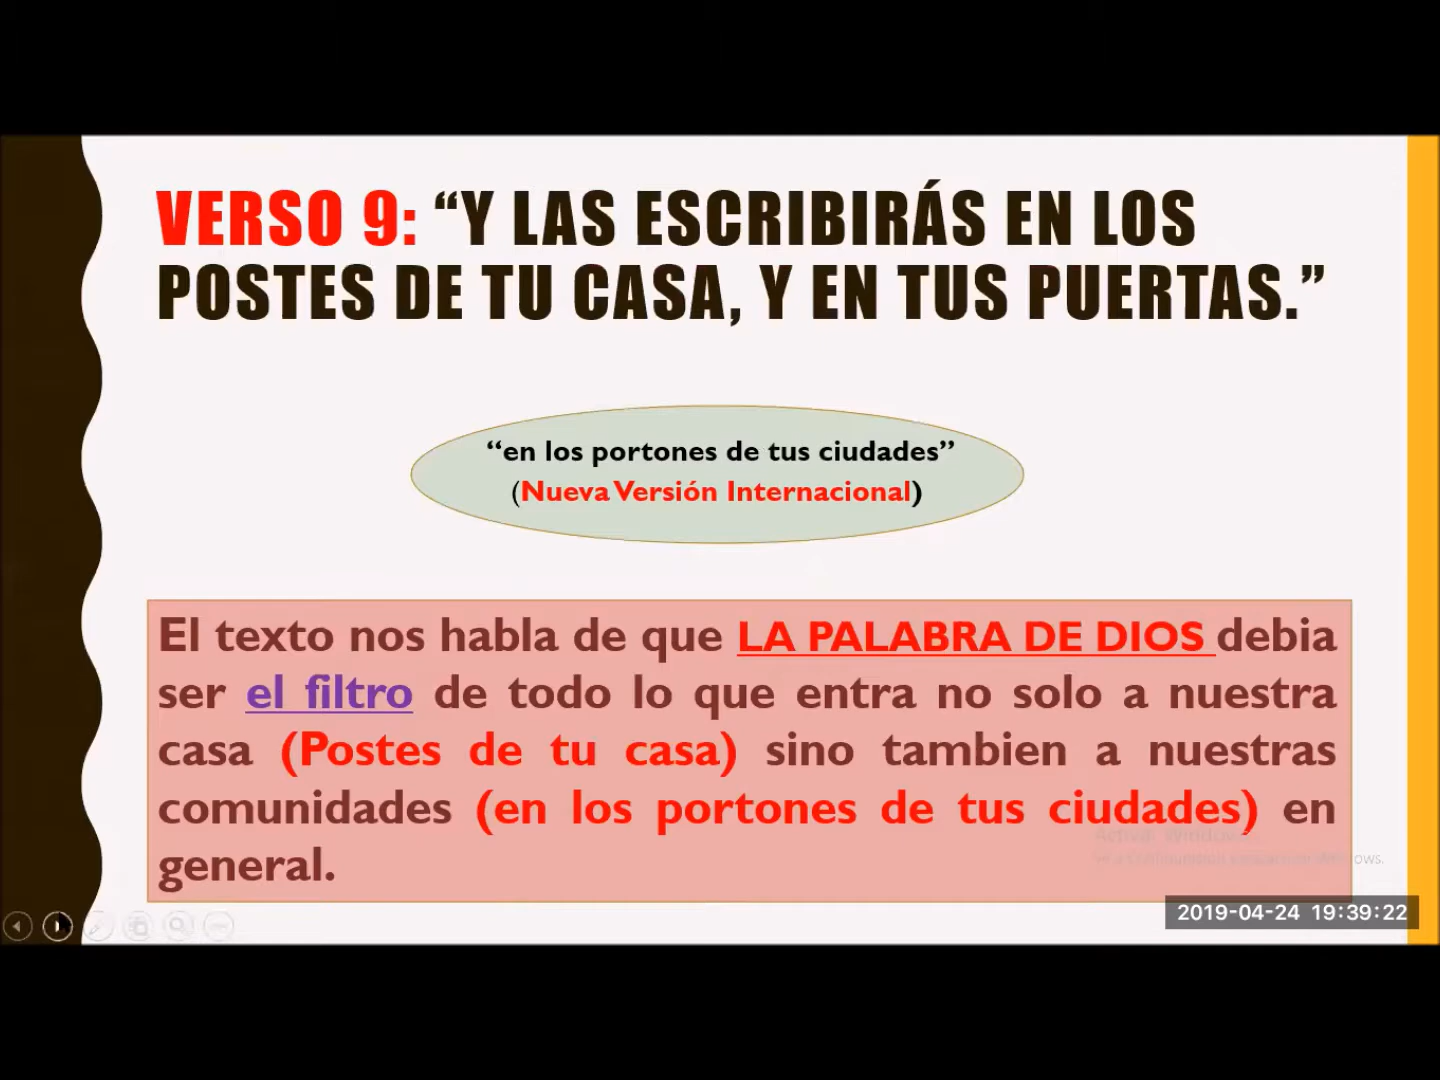 VERSO 9: “Y LAS ESCRIBIRÁS EN LOS
POSTES DE TU CASA, Y EN TUS PUERTAS.”
“en los portones de tus ciudades”
(Nueva Versión Internacional)
El texto nos habla de que LA PALABRA DE DIOS debia
ser el filtro de todo lo que entra no solo a nuestra
casa (Postes de tu casa) sino tambien a nuestras
comunidades (en los portones de tus ciudades) en
general.
2019-04-24 19:39:22